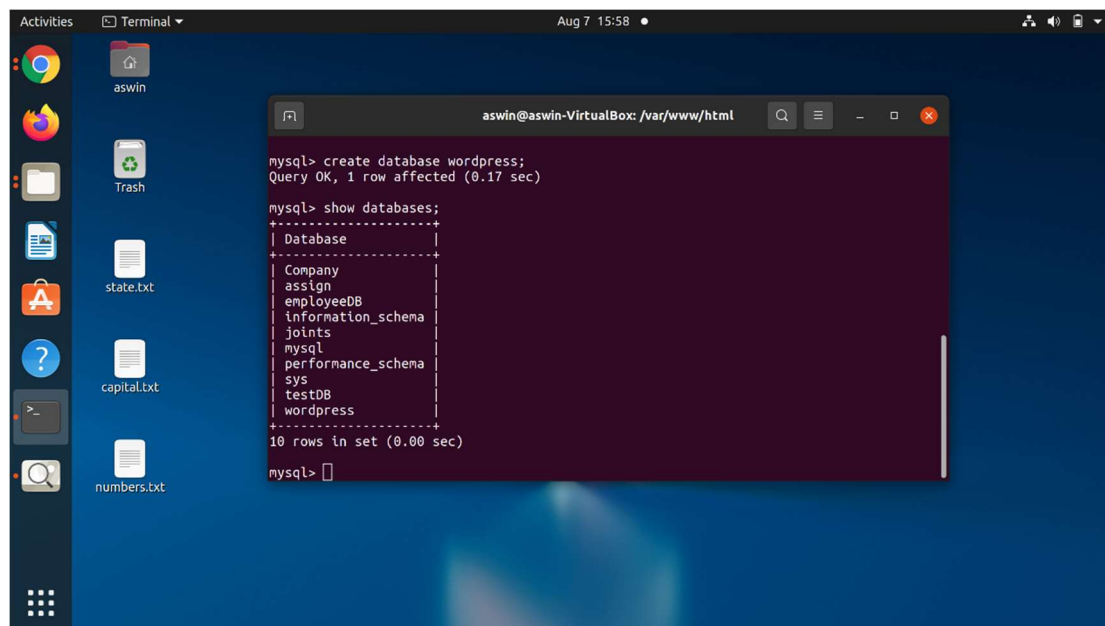 Activities Terminal Aug 7 15:58
aswin
Trash
state.txt
capital.txt
numbers.txt
aswin@aswin-VirtualBox: /var/www/html
mysql> create database wordpress;
Query OK, 1 row affected (0.17 sec)
mysql> show databases;
+--------------------+
| Database           |
+--------------------+
| Company            |
| assign             |
| employeeDB         |
| information_schema |
| joints             |
| mysql              |
| performance_schema |
| sys                |
| testDB             |
| wordpress          |
+--------------------+
10 rows in set (0.00 sec)
mysql>